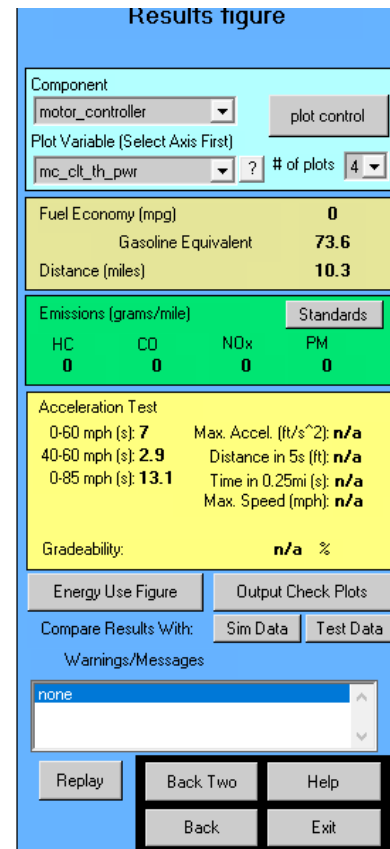 Results figure
Component
motor_controller
plot control
Plot Variable (Select Axis First)
mc_clt_th_pwr ? # of plots 4
Fuel Economy (mpg) 0
Gasoline Equivalent 73.6
Distance (miles) 10.3
Emissions (grams/mile) Standards
HC CO NOx PM
0 0 0 0
Acceleration Test
0-60 mph (s): 7 Max. Accel. (ft/s^2): n/a
40-60 mph (s): 2.9 Distance in 5s (ft): n/a
0-85 mph (s): 13.1 Time in 0.25mi (s): n/a
Max. Speed (mph): n/a
Gradeability: n/a %
Energy Use Figure Output Check Plots
Compare Results With: Sim Data Test Data
Warnings/Messages
none
Replay Back Two Help
Back Exit